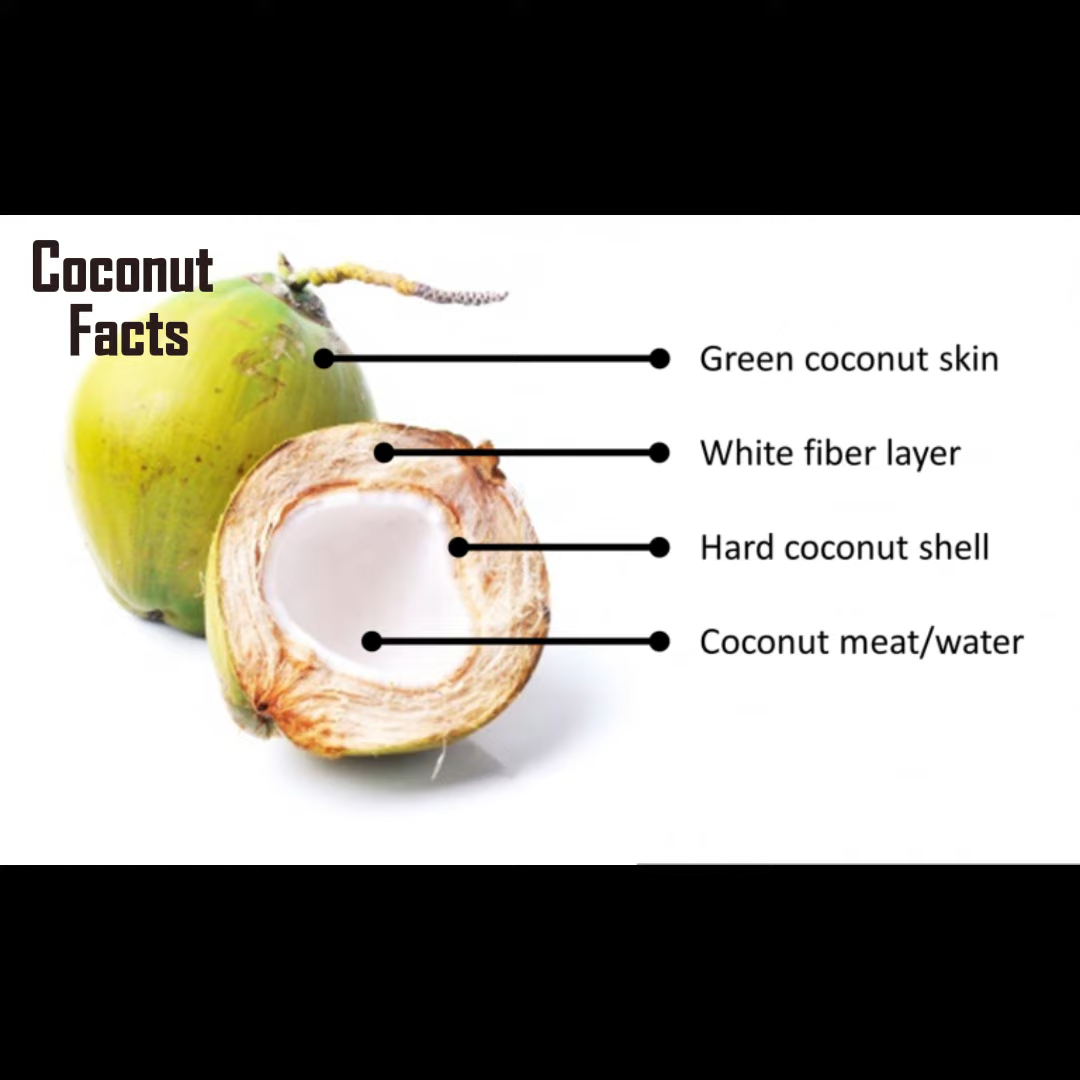 Coconut
Facts
Green coconut skin
White fiber layer
Hard coconut shell
Coconut meat/water